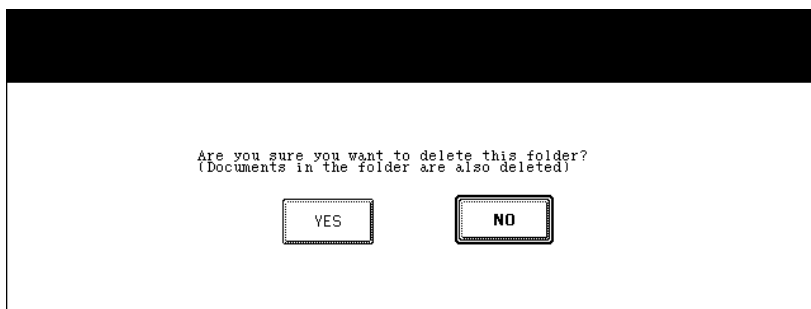 Are you sure you want to delete this folder?
(Documents in the folder are also deleted)
YES NO